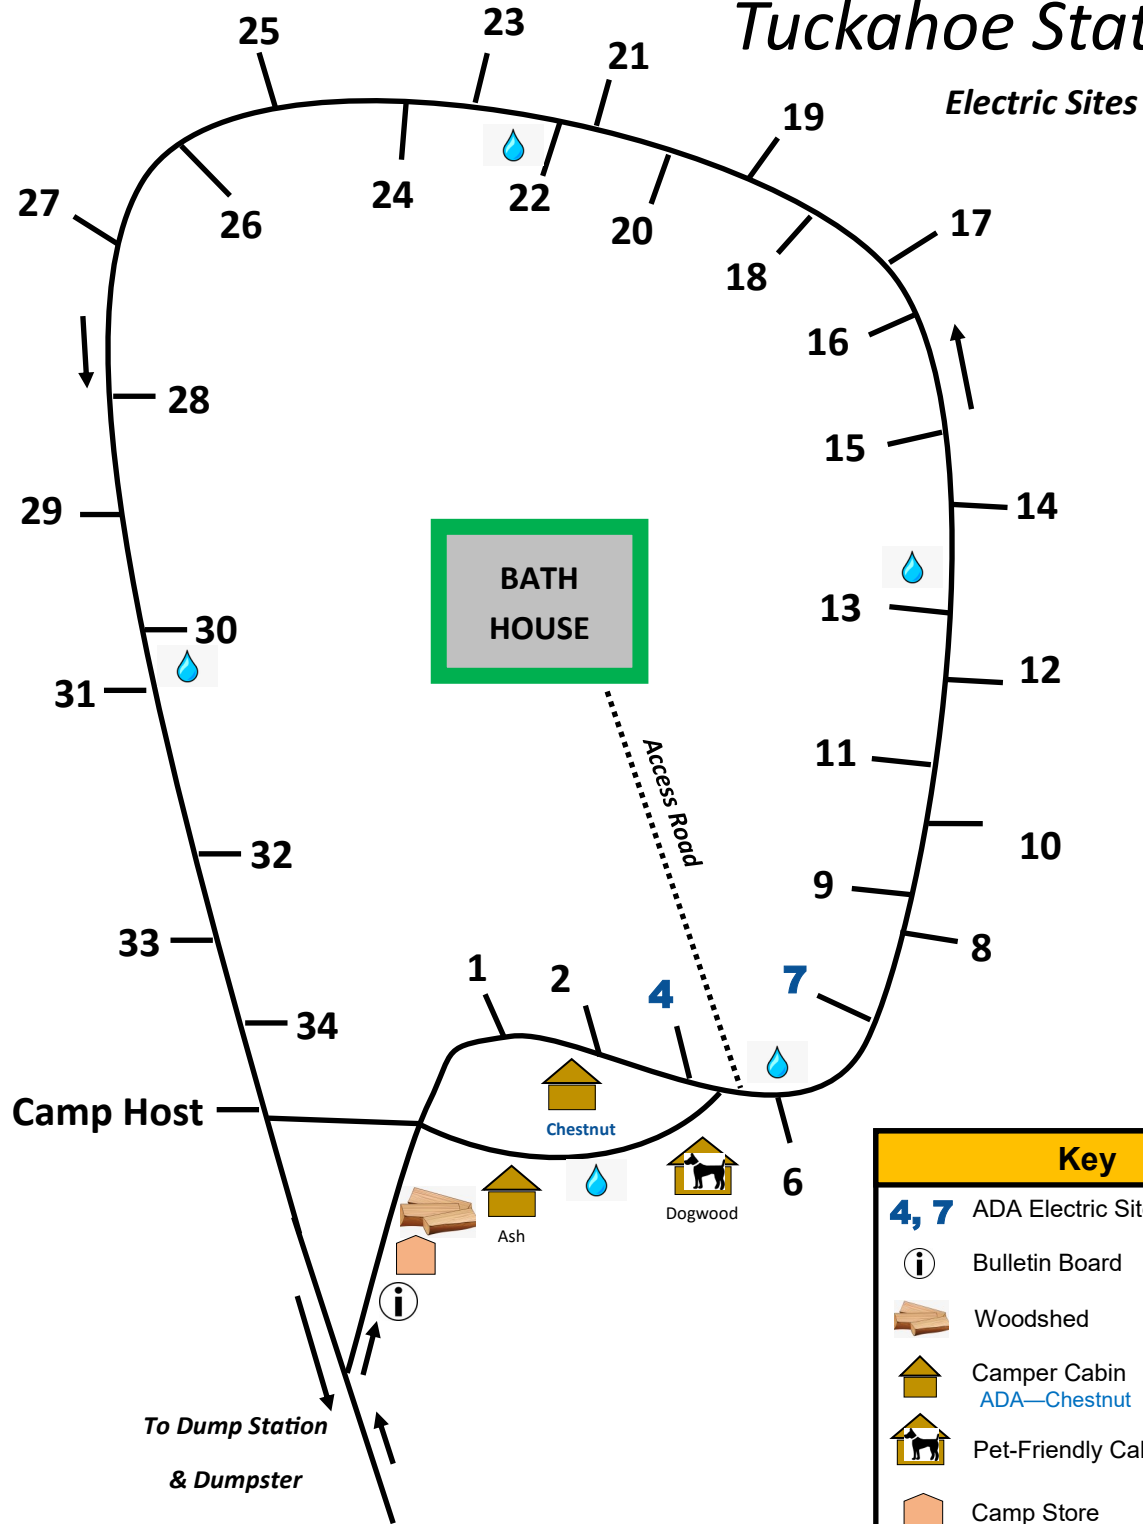 Tuckahoe Stat
Electric Sites
25
23
21
19
17
27
26
24
22
20
18
16
28
15
29
14
BATH
HOUSE
13
30
31
12
11
Access Road
10
32
9
33
8
1
2
4
7
34
Camp Host
Chestnut
6
Dogwood
Ash
i
To Dump Station
& Dumpster
Key
4, 7 ADA Electric Sit
i Bulletin Board
Woodshed
Camper Cabin
ADA—Chestnut
Pet-Friendly Cab
Camp Store